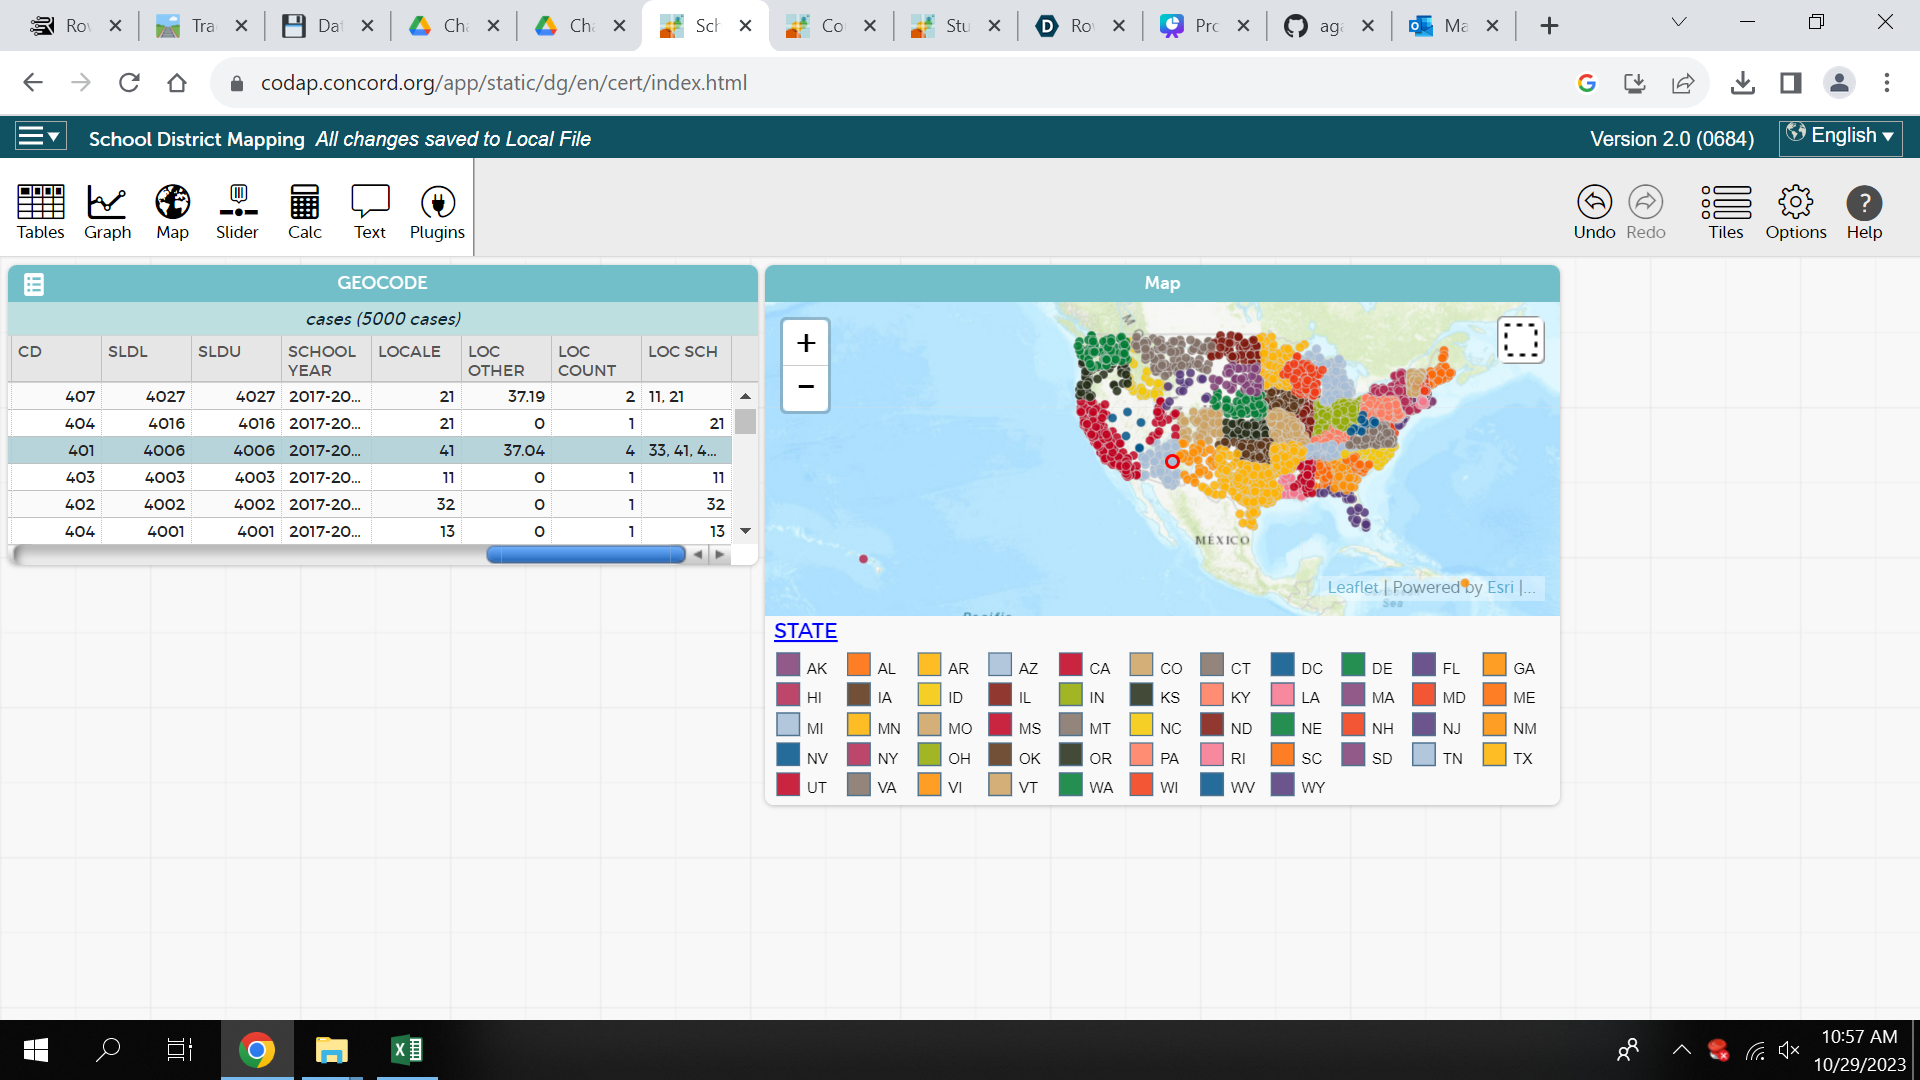 Rov
Tra
Dat
Cha
Cha
Sch
Co
Stu
Rov
Pro
aga
Ma
codap.concord.org/app/static/dg/en/cert/index.html
School District Mapping All changes saved to Local File
Version 2.0 (0684)
English
Tables
Graph
Map
Slider
Calc
Text
Plugins
Undo
Redo
Tiles
Options
Help
GEOCODE
cases (5000 cases)
CD SLDL SLDU SCHOOL YEAR LOCALE LOC OTHER LOC COUNT LOC SCH
407 4027 4027 2017-20... 21 37.19 2 11, 21
404 4016 4016 2017-20... 21 0 1 21
401 4006 4006 2017-20... 41 37.04 4 33, 41, 4...
403 4003 4003 2017-20... 11 0 1 11
402 4002 4002 2017-20... 32 0 1 32
404 4001 4001 2017-20... 13 0 1 13
Map
+
−
MÉXICO
Leaflet | Powered by Esri |...
Sea
STATE
AK AL AR AZ CA CO CT DC DE FL GA
HI IA ID IL IN KS KY LA MA MD ME
MI MN MO MS MT NC ND NE NH NJ NM
NV NY OH OK OR PA RI SC SD TN TX
UT VA VI VT WA WI WV WY
10:57 AM
10/29/2023